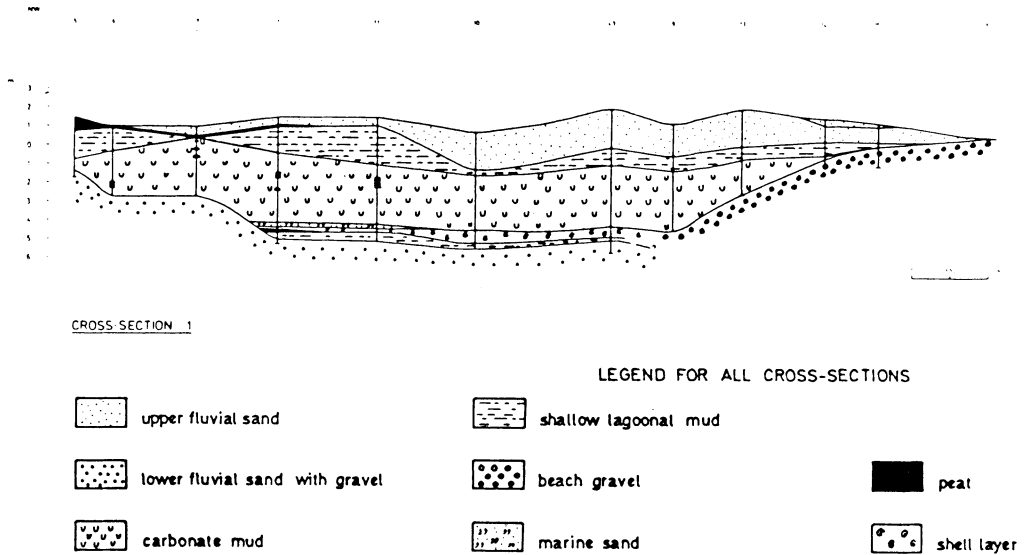 CROSS-SECTION 1
LEGEND FOR ALL CROSS-SECTIONS
upper fluvial sand
shallow lagoonal mud
lower fluvial sand with gravel
beach gravel
peat
carbonate mud
marine sand
shell layer